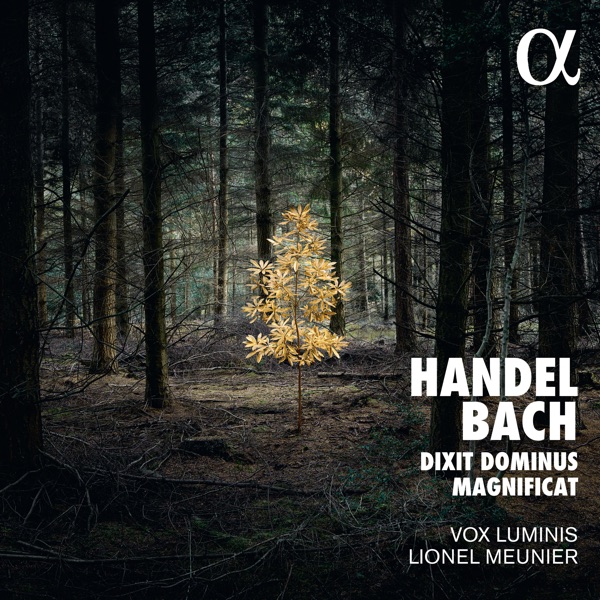 α
HANDEL
BACH
DIXIT DOMINUS
MAGNIFICAT
VOX LUMINIS
LIONEL MEUNIER